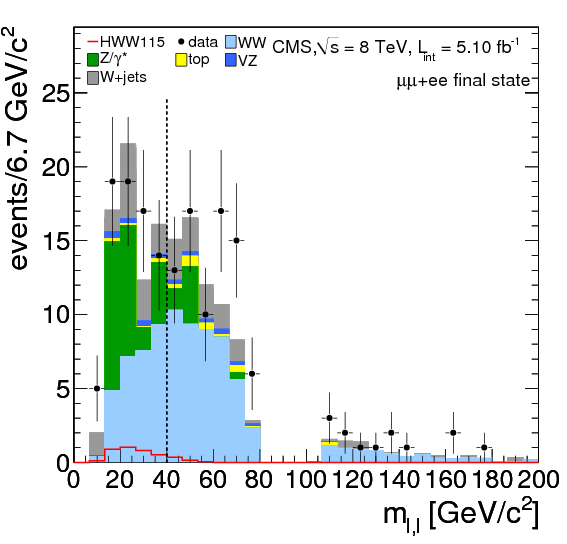 HWW115 data WW CMS,√s = 8 TeV, L_int = 5.10 fb⁻¹
Z/γ* top VZ
W+jets μμ+ee final state
events/6.7 GeV/c²
25
20
15
10
5
0
0 20 40 60 80 100 120 140 160 180 200
m_l,l [GeV/c²]